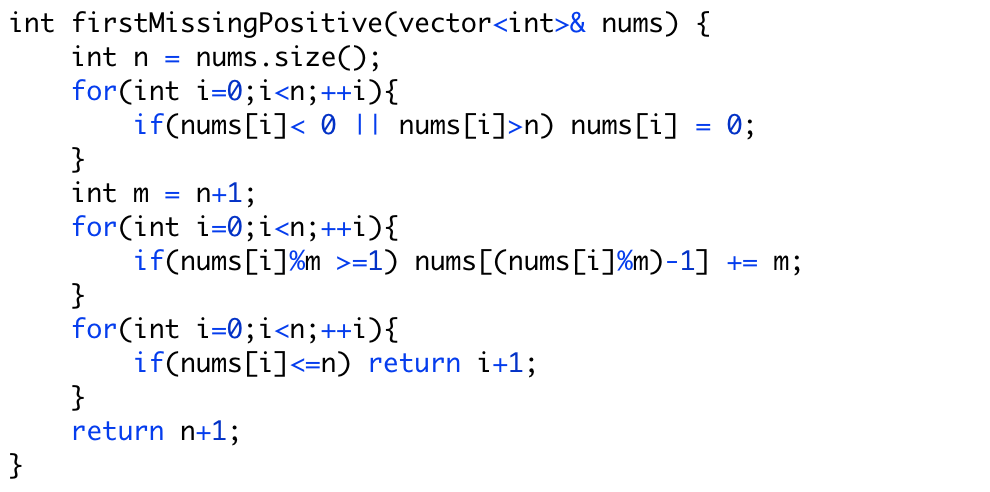 int firstMissingPositive(vector<int>& nums) {
    int n = nums.size();
    for(int i=0;i<n;++i){
        if(nums[i]< 0 || nums[i]>n) nums[i] = 0;
    }
    int m = n+1;
    for(int i=0;i<n;++i){
        if(nums[i]%m >=1) nums[(nums[i]%m)-1] += m;
    }
    for(int i=0;i<n;++i){
        if(nums[i]<=n) return i+1;
    }
    return n+1;
}